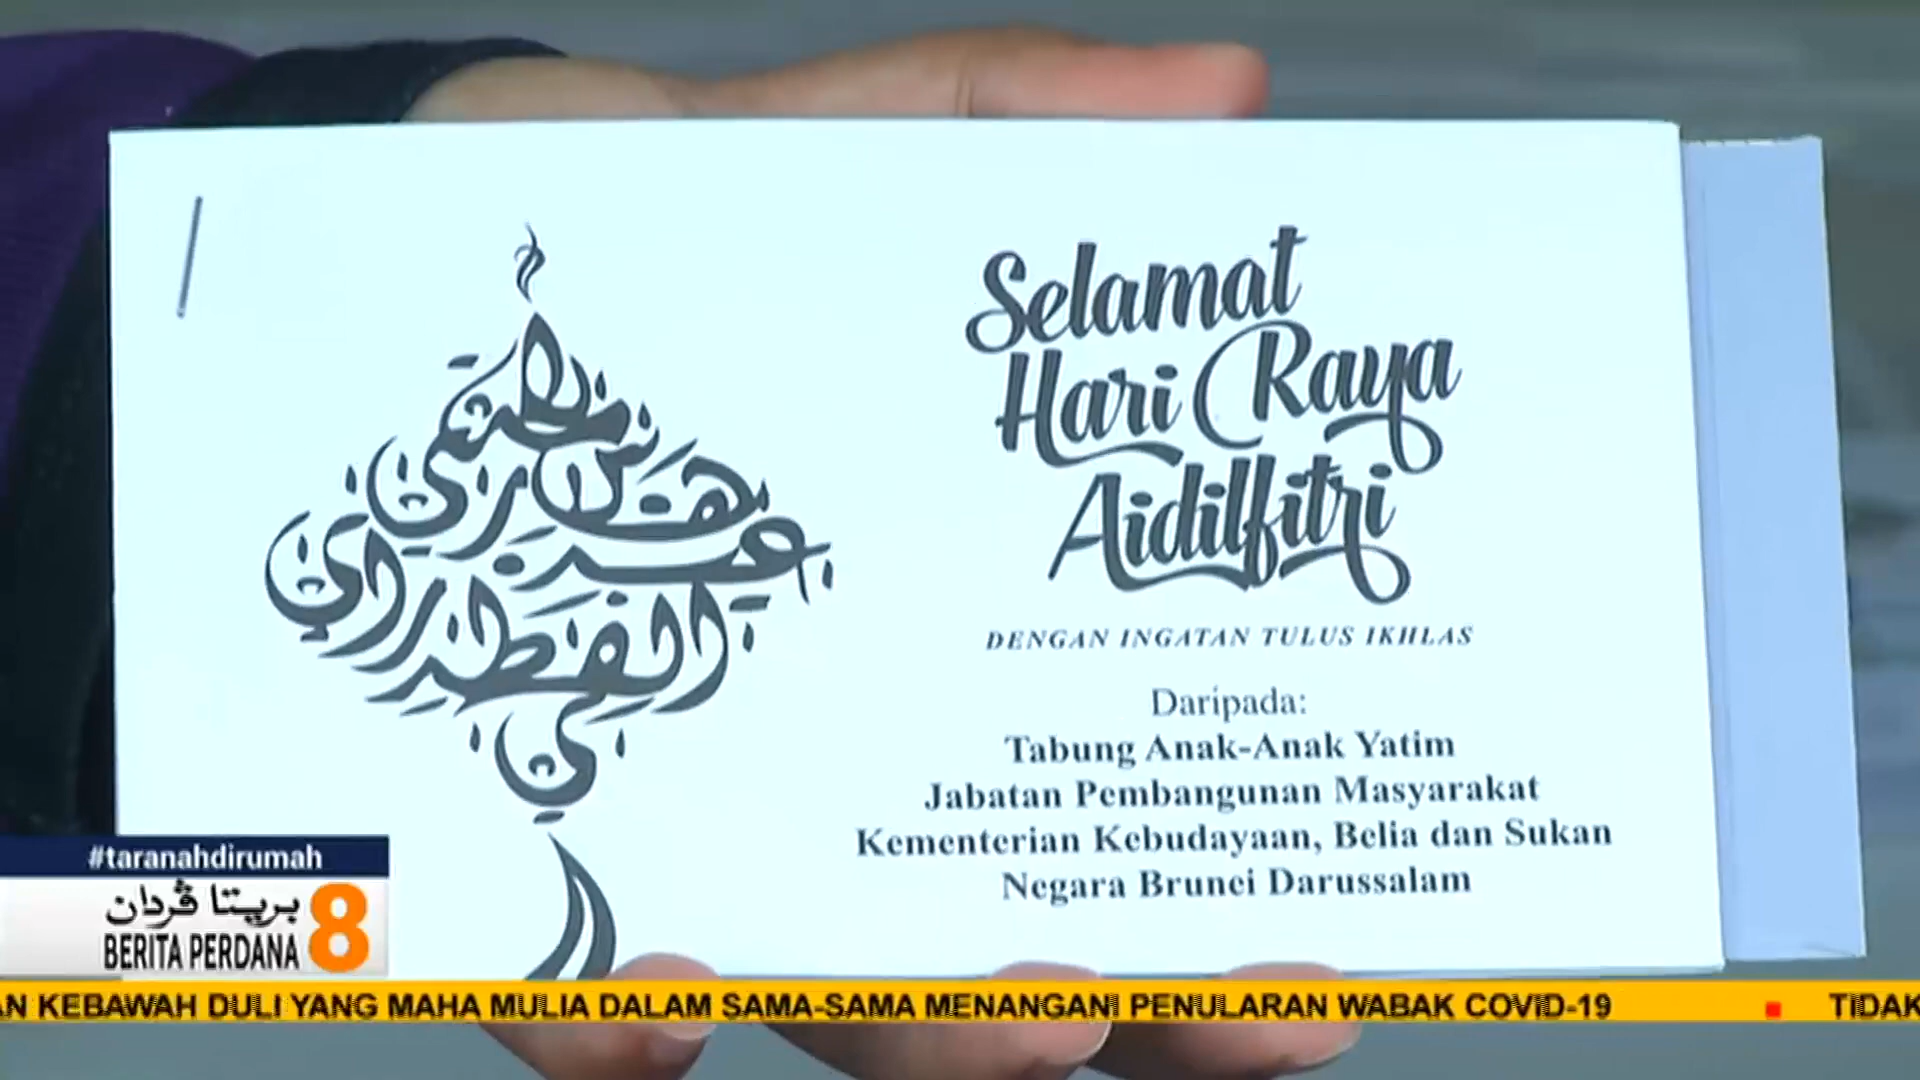 Selamat
Hari Raya
Aidilfitri
DENGAN INGATAN TULUS IKHLAS
Daripada:
Tabung Anak-Anak Yatim
Jabatan Pembangunan Masyarakat
Kementerian Kebudayaan, Belia dan Sukan
Negara Brunei Darussalam
#taranahdirumah
بريتا ڤردان
BERITA PERDANA 8
AN KEBAWAH DULI YANG MAHA MULIA DALAM SAMA-SAMA MENANGANI PENULARAN WABAK COVID-19 TIDAK